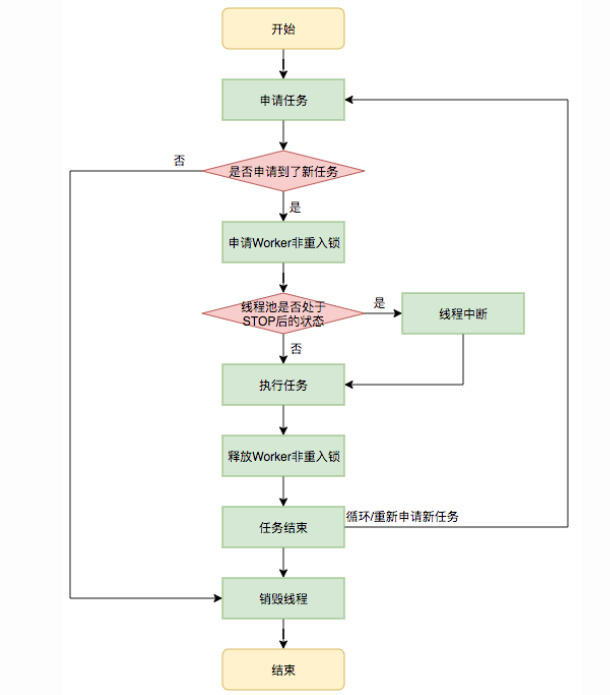 开始
申请任务
否
是否申请到了新任务
是
申请Worker非重入锁
线程池是否处于
STOP后的状态
是
线程中断
否
执行任务
释放Worker非重入锁
任务结束
循环/重新申请新任务
销毁线程
结束